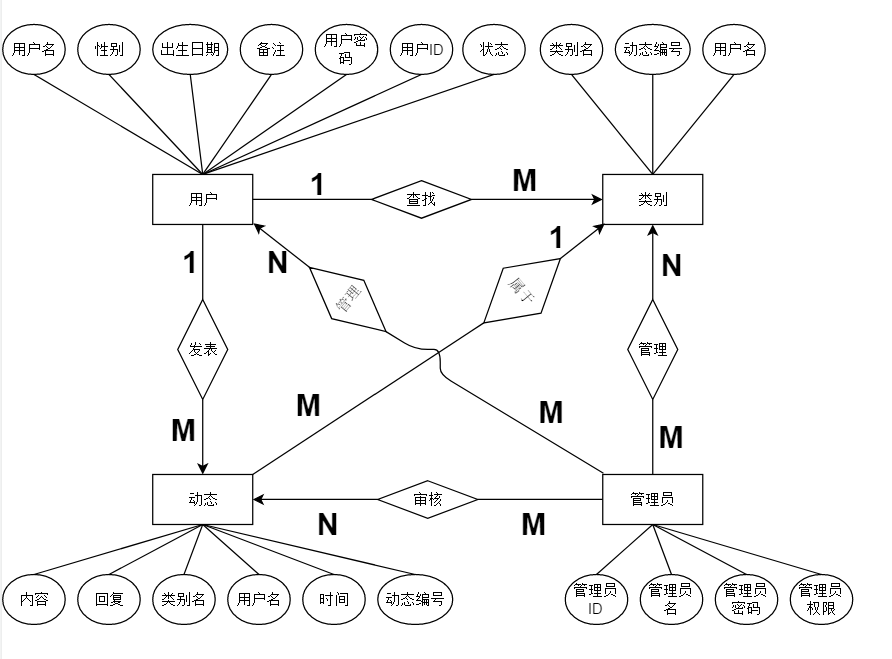 用户名
性别
出生日期
备注
用户密
码
用户ID
状态
类别名
动态编号
用户名
用户
1
查找
M
类别
1
N
管理
属于
1
N
发表
管理
M
M
M
M
动态
N
审核
M
管理员
内容
回复
类别名
用户名
时间
动态编号
管理员
ID
管理员
名
管理员
密码
管理员
权限